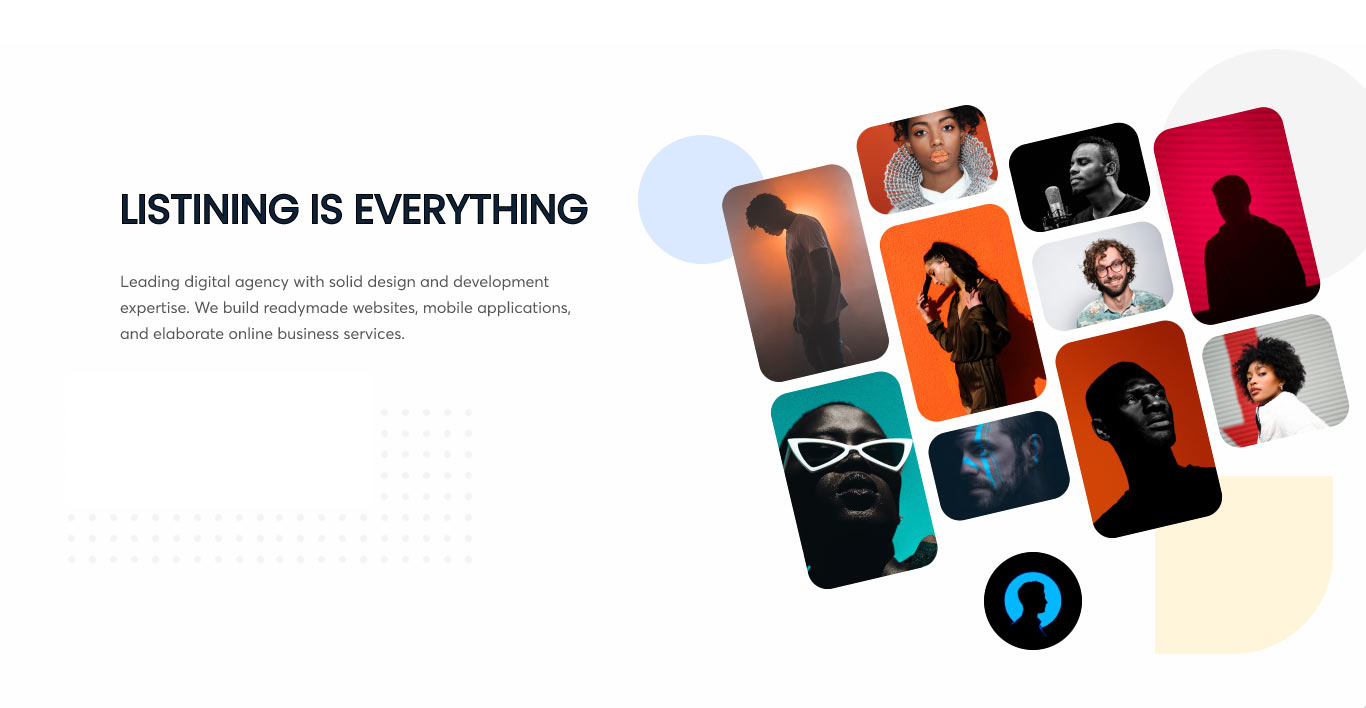 LISTINING IS EVERYTHING
Leading digital agency with solid design and development
expertise. We build readymade websites, mobile applications,
and elaborate online business services.